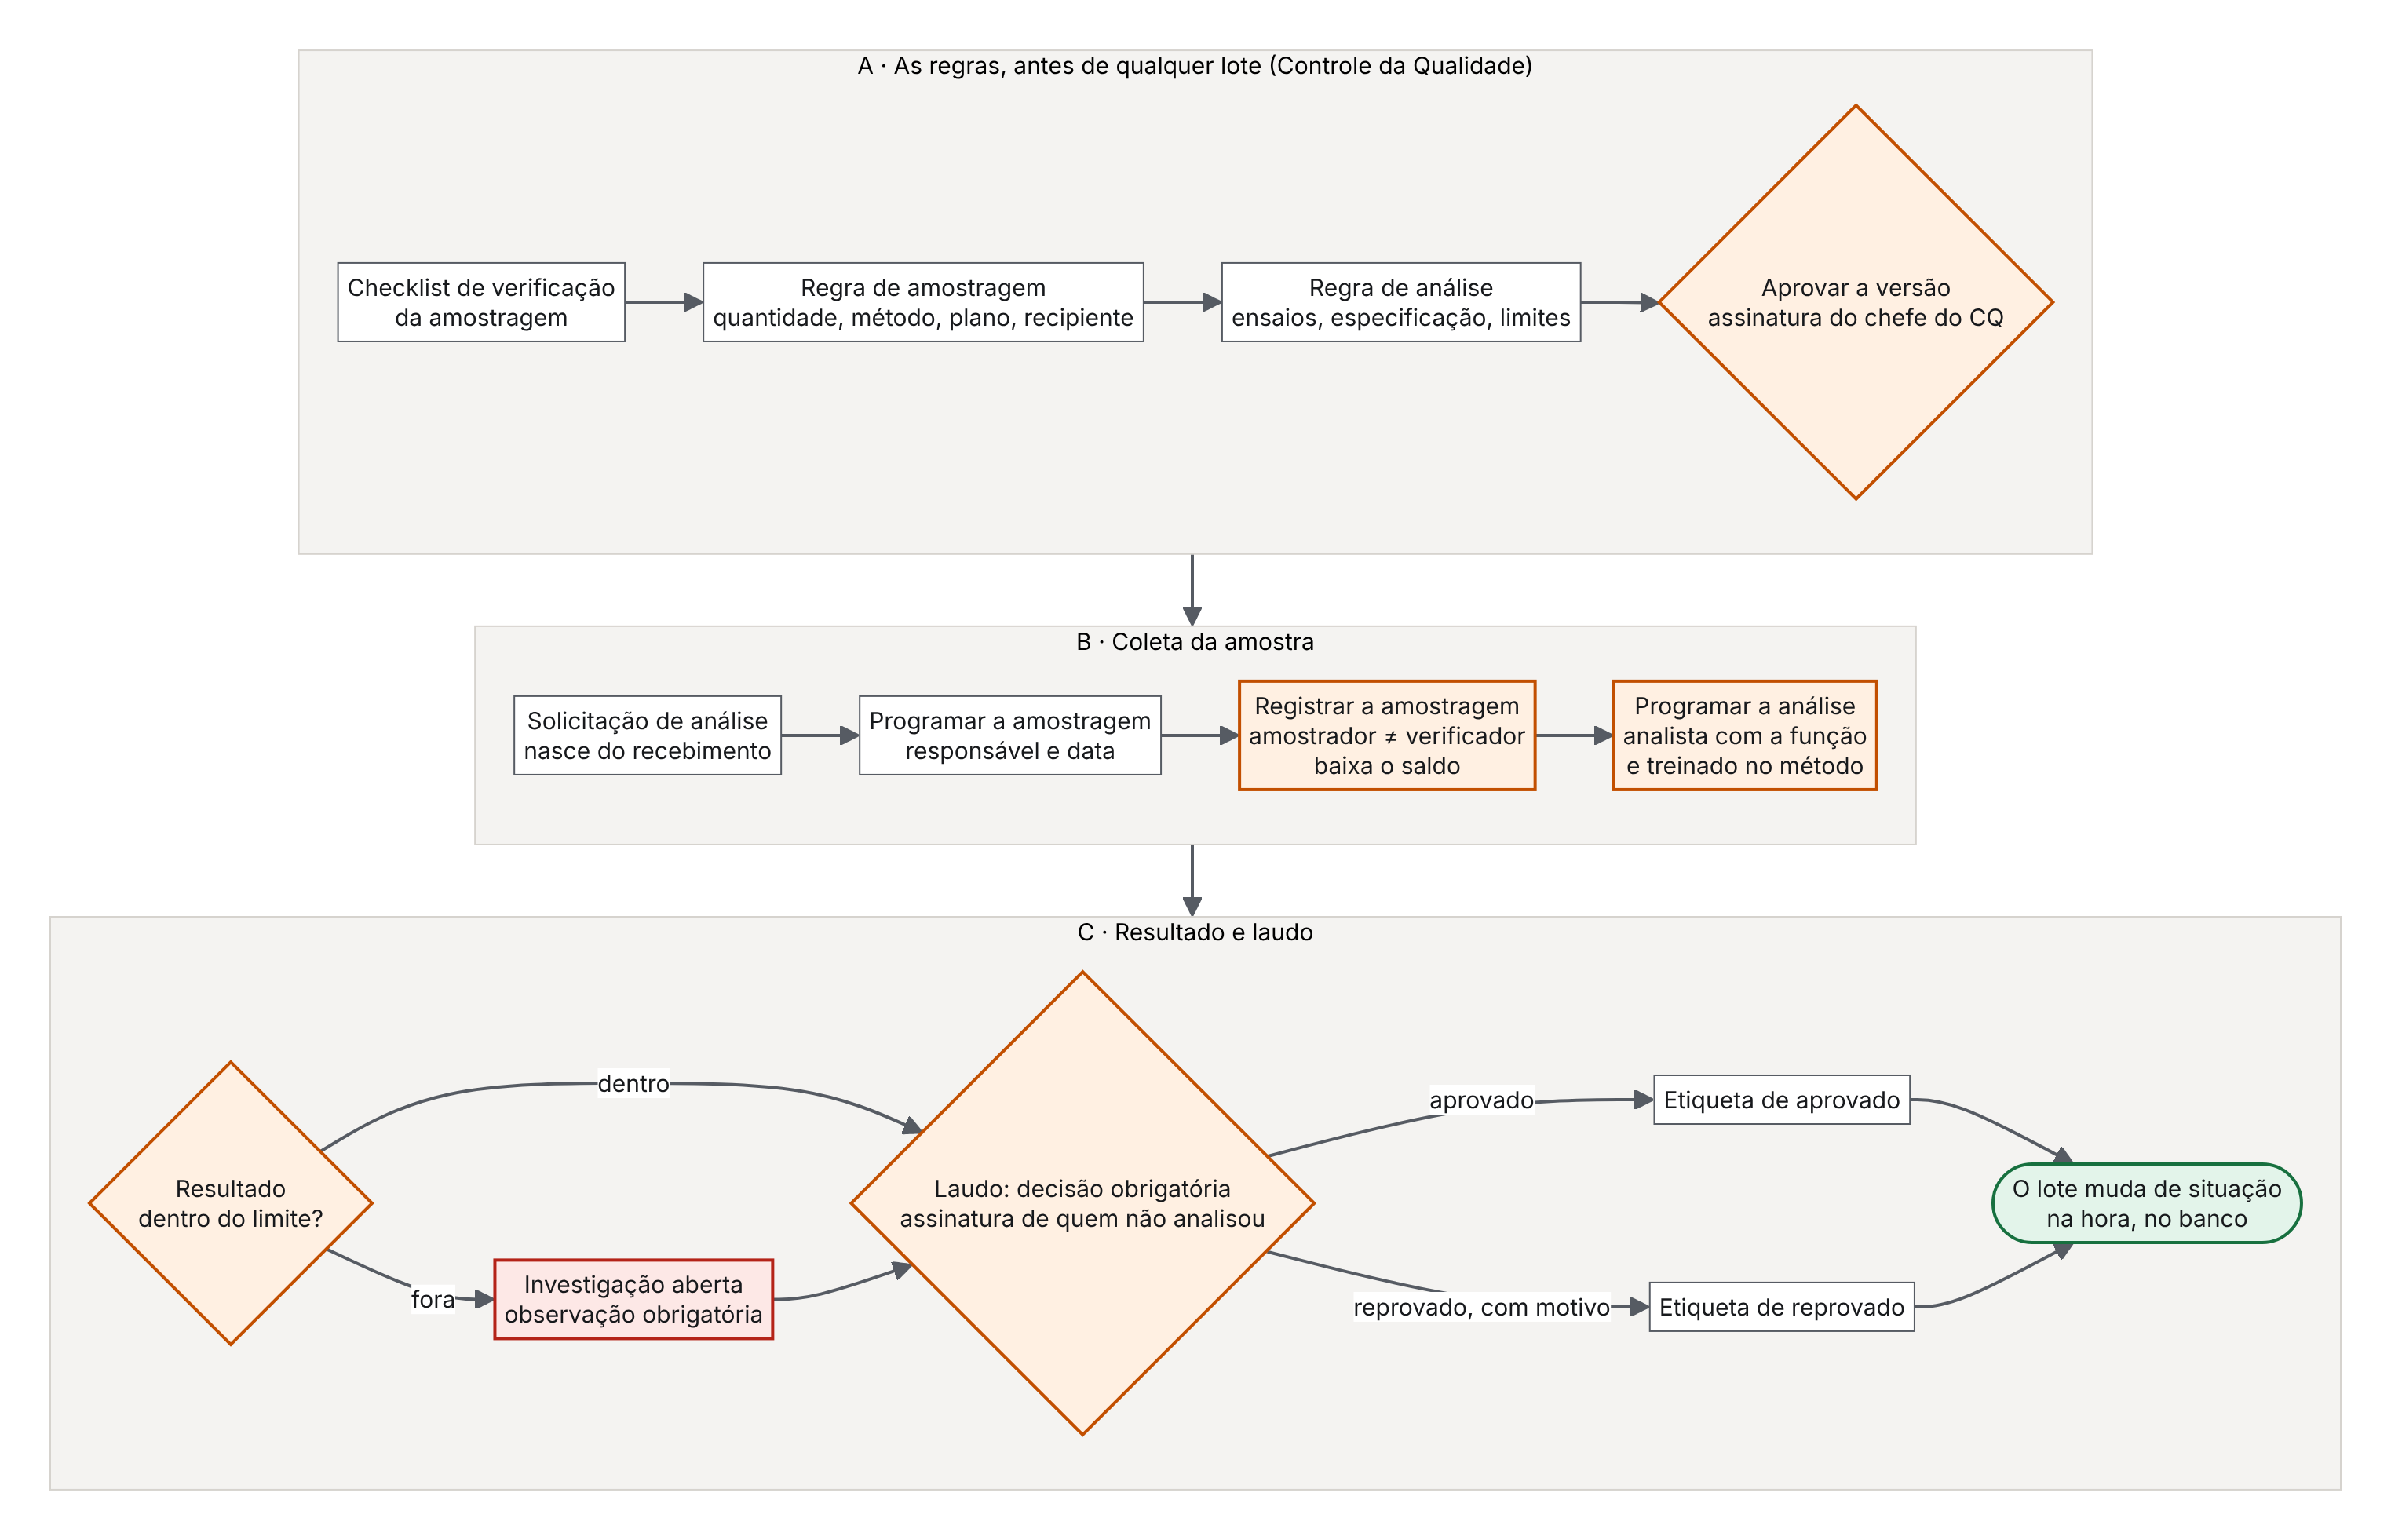 A · As regras, antes de qualquer lote (Controle da Qualidade)
Checklist de verificação
da amostragem
Regra de amostragem
quantidade, método, plano, recipiente
Regra de análise
ensaios, especificação, limites
Aprovar a versão
assinatura do chefe do CQ
B · Coleta da amostra
Solicitação de análise
nasce do recebimento
Programar a amostragem
responsável e data
Registrar a amostragem
amostrador ≠ verificador
baixa o saldo
Programar a análise
analista com a função
e treinado no método
C · Resultado e laudo
Resultado
dentro do limite?
dentro
fora
Investigação aberta
observação obrigatória
Laudo: decisão obrigatória
assinatura de quem não analisou
aprovado
reprovado, com motivo
Etiqueta de aprovado
Etiqueta de reprovado
O lote muda de situação
na hora, no banco